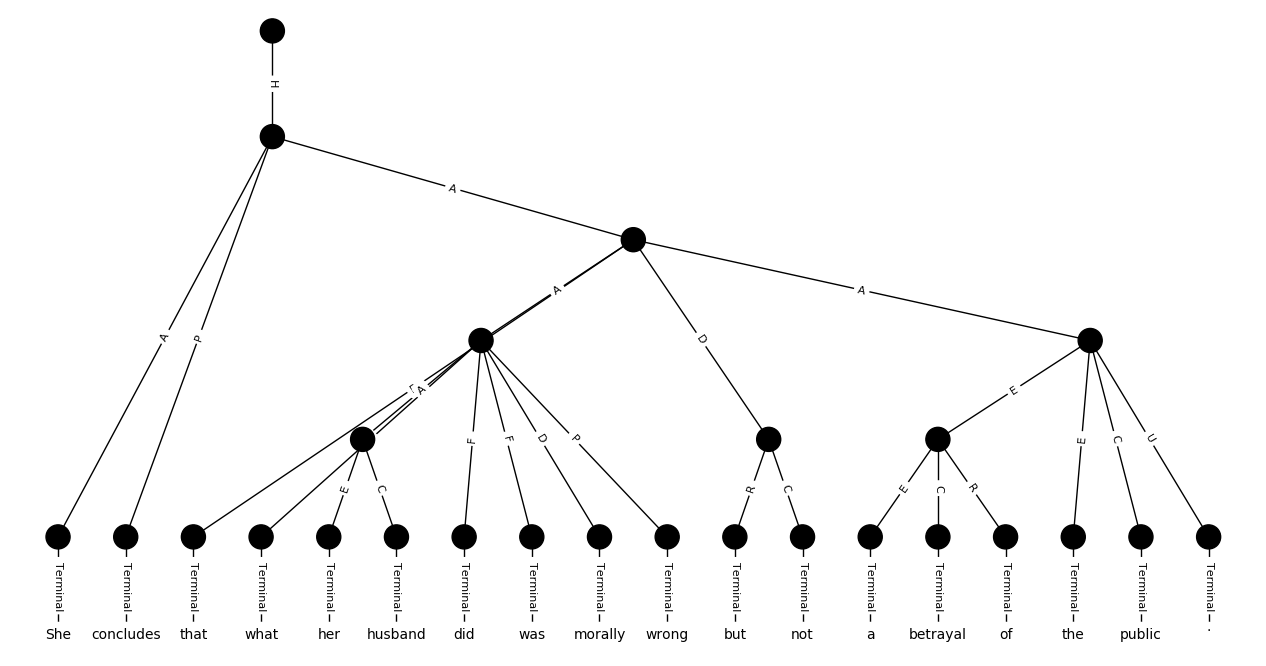 H
A
A P
A D A
F A E
E C F F D P R C E C R E C U
Terminal Terminal Terminal Terminal Terminal Terminal Terminal Terminal Terminal Terminal Terminal Terminal Terminal Terminal Terminal Terminal Terminal Terminal
She concludes that what her husband did was morally wrong but not a betrayal of the public .